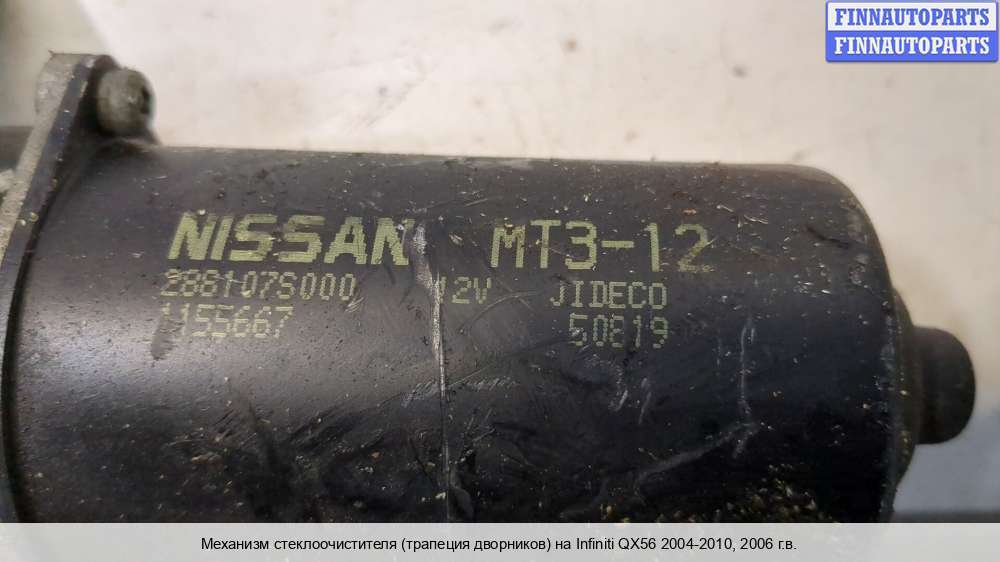 FINNAUTOPARTS
FINNAUTOPARTS
NISSAN MT3-12
288107S000 12V JIDECO
1155667 50819
Механизм стеклоочистителя (трапеция дворников) на Infiniti QX56 2004-2010, 2006 г.в.